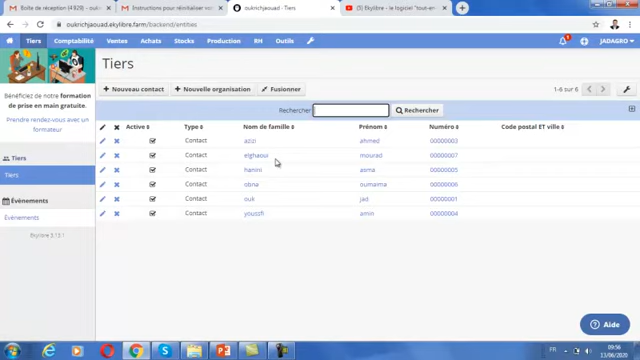 Boîte de réception (4 929) - ouk
Instructions pour réinitialiser vot
oukrichjaouad - Tiers
(5) Ekylibre - le logiciel "tout-en-
oukrichjaouad.ekylibre.farm/backend/entities
Tiers Comptabilité Ventes Achats Stocks Production RH Outils JADAGRO
Bénéficiez de notre formation
de prise en main gratuite.
Prendre rendez-vous avec un
formateur
Tiers
Tiers
Évènements
Évènements
Ekylibre 3.13.1
Tiers
Nouveau contact Nouvelle organisation Fusionner 1-6 sur 6
Rechercher Rechercher
Active Type Nom de famille Prénom Numéro Code postal ET ville
Contact azizi ahmed 00000003
Contact elghaoui mourad 00000007
Contact hanini asma 00000005
Contact obna oumaima 00000006
Contact ouk jad 00000001
Contact youssfi amin 00000004
Aide
FR
09:56
13/06/2020